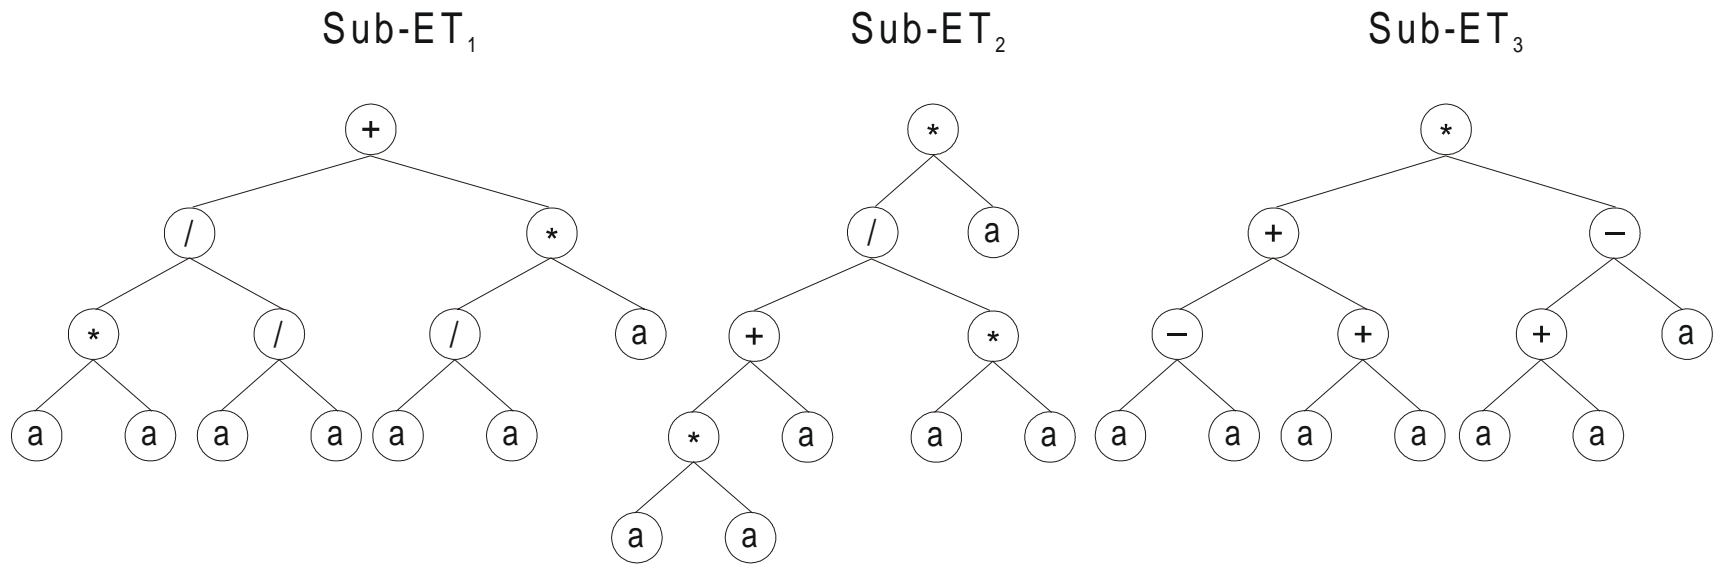 Sub-ET₁ Sub-ET₂ Sub-ET₃
+ * *
/ * / a + −
* / / a + * − + + a
a a a a a a * a a a a a a a a a
a a